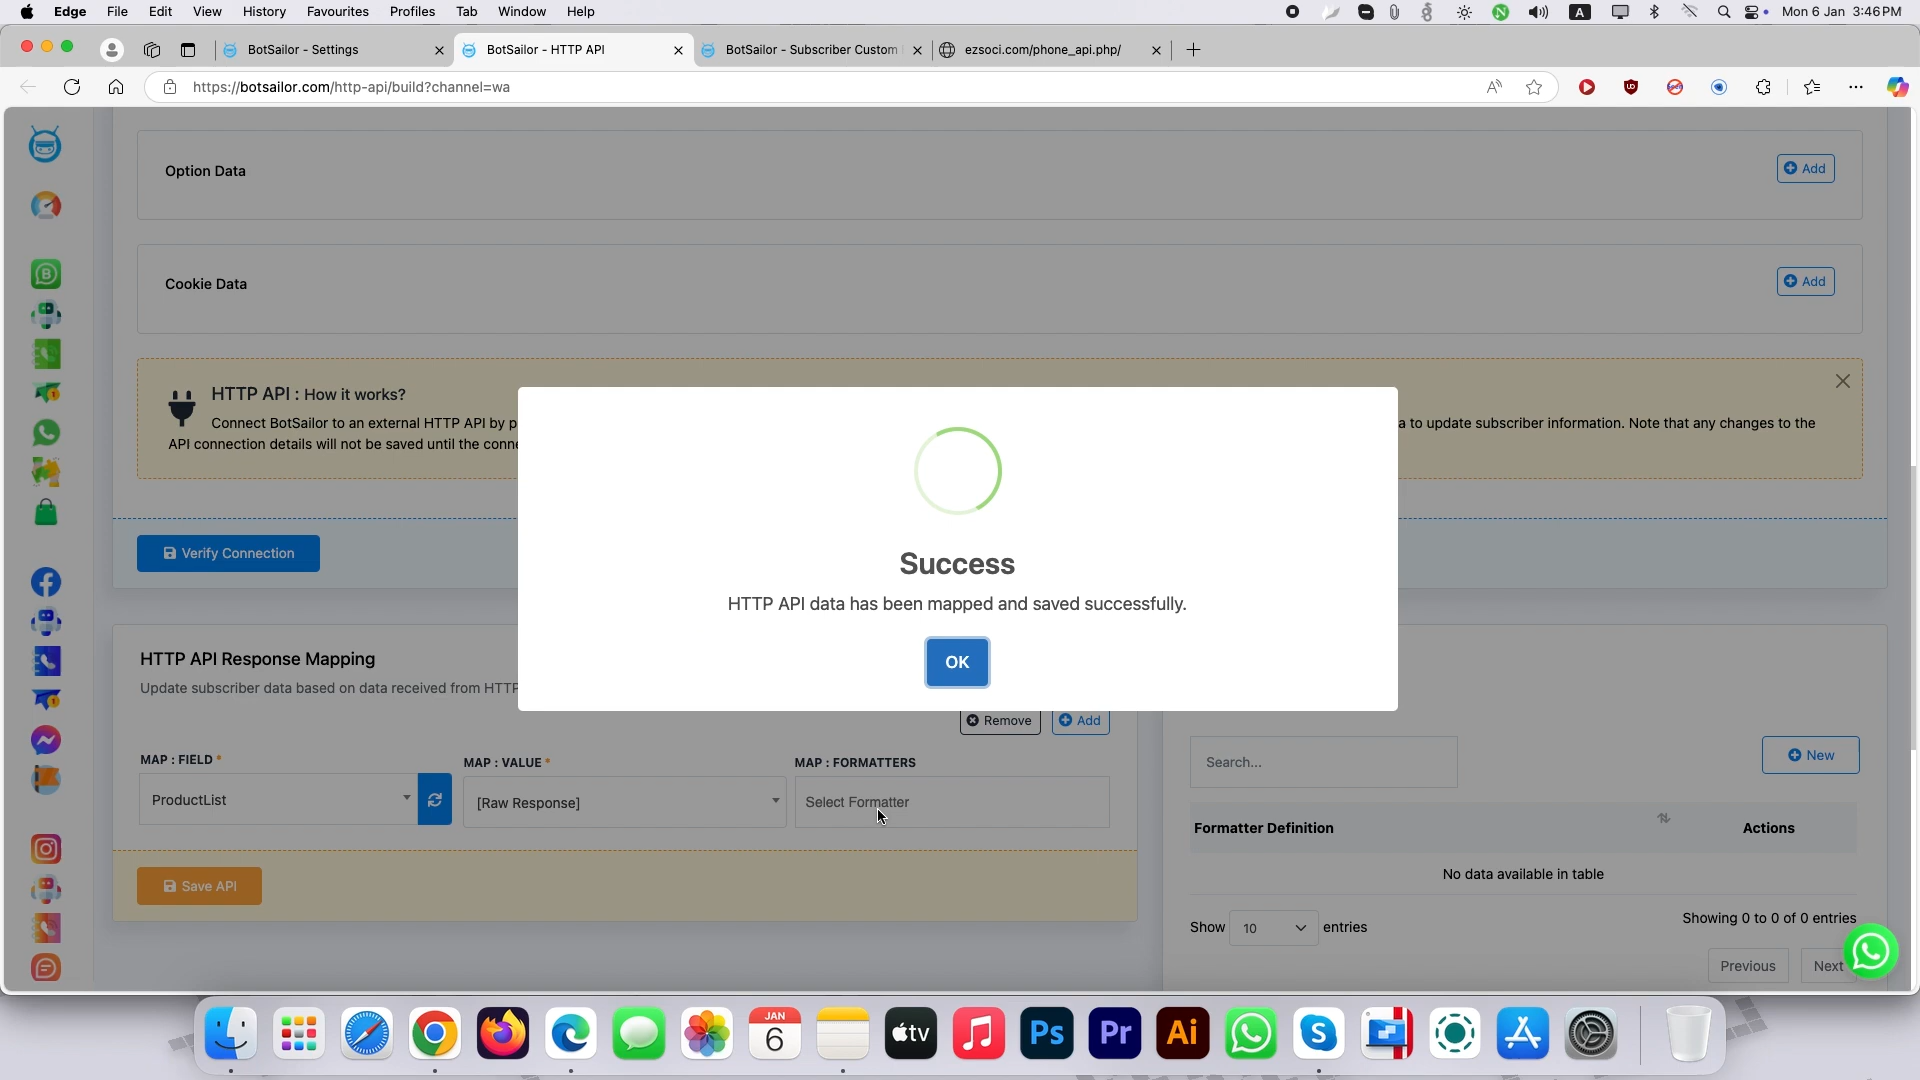 Edge File Edit View History Favourites Profiles Tab Window Help
Mon 6 Jan 3:46 PM
BotSailor - Settings
BotSailor - HTTP API
BotSailor - Subscriber Custom
ezsoci.com/phone_api.php/
https://botsailor.com/http-api/build?channel=wa
Option Data
Add
Cookie Data
Add
HTTP API : How it works?
Connect BotSailor to an external HTTP API by p
a to update subscriber information. Note that any changes to the
API connection details will not be saved until the conne
Verify Connection
Success
HTTP API data has been mapped and saved successfully.
OK
HTTP API Response Mapping
Update subscriber data based on data received from HTTP
Remove
Add
MAP : FIELD *
MAP : VALUE *
MAP : FORMATTERS
ProductList
[Raw Response]
Select Formatter
Save API
Search...
New
Formatter Definition
Actions
No data available in table
Show 10 entries
Showing 0 to 0 of 0 entries
Previous
Next
JAN
6
tv
Ps
Pr
Ai